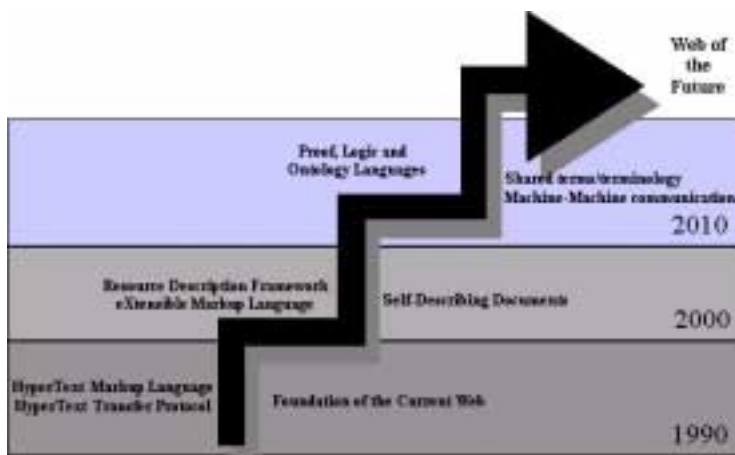 Web of
the
Future
Proof, Logic and
Ontology Languages
Shared terms/terminology
Machine-Machine communication
2010
Resource Description Framework
eXtensible Markup Language
Self-Describing Documents
2000
HyperText Markup Language
HyperText Transfer Protocol
Foundation of the Current Web
1990